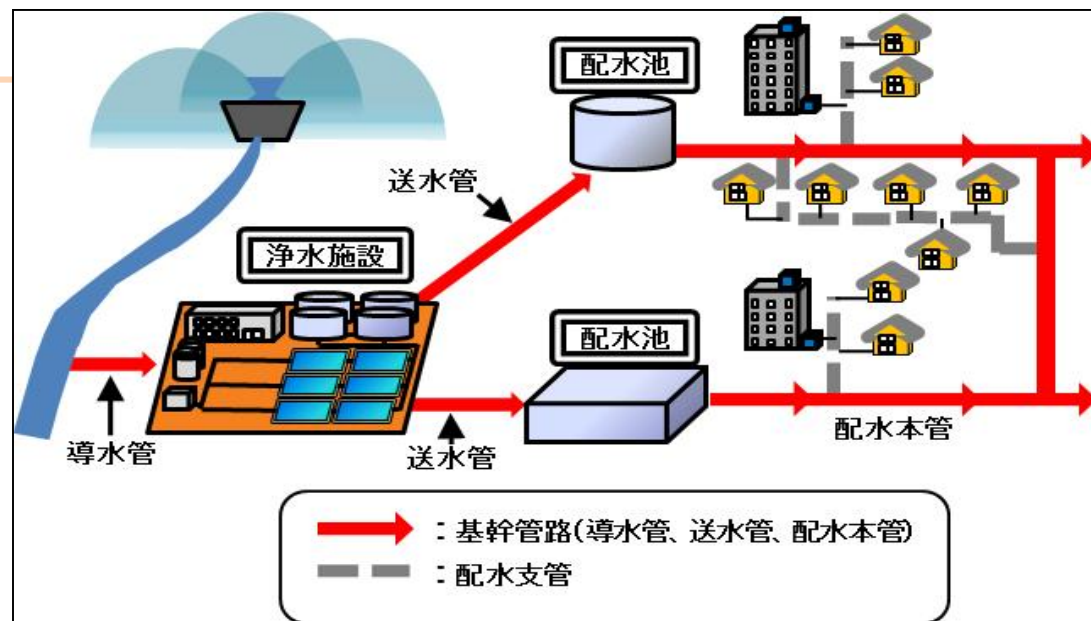 配水池
送水管
浄水施設
配水池
導水管
送水管
配水本管
：基幹管路(導水管、送水管、配水本管)
：配水支管